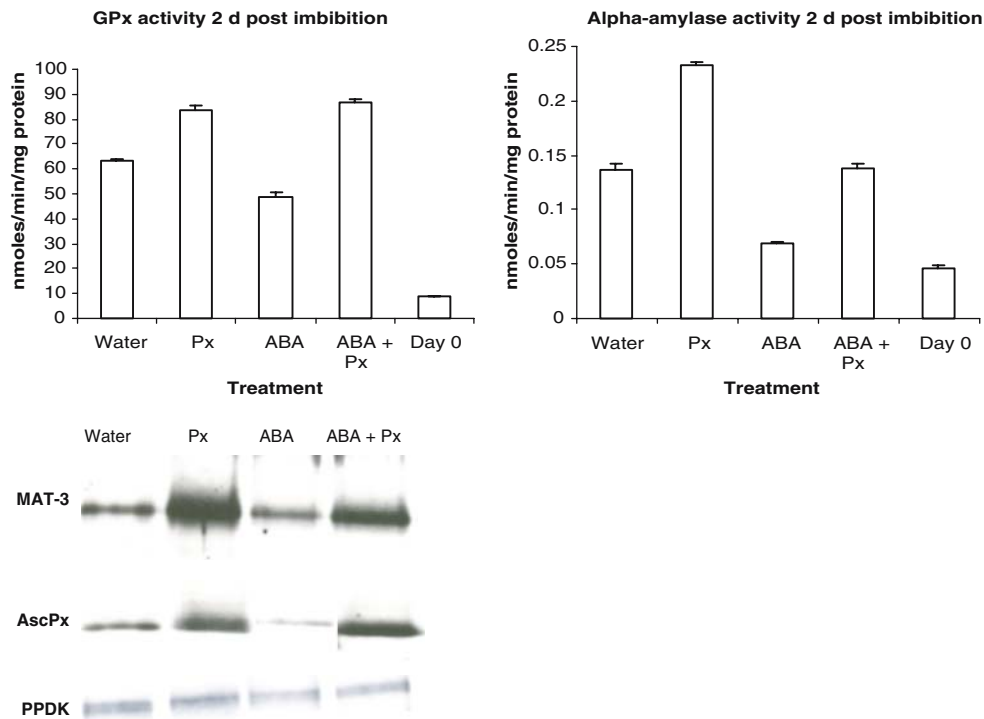 GPx activity 2 d post imbibition
nmoles/min/mg protein
100
90
80
70
60
50
40
30
20
10
0
Water Px ABA ABA + Px Day 0
Treatment
Alpha-amylase activity 2 d post imbibition
nmoles/min/mg protein
0.25
0.2
0.15
0.1
0.05
0
Water Px ABA ABA + Px Day 0
Treatment
Water Px ABA ABA + Px
MAT-3
AscPx
PPDK